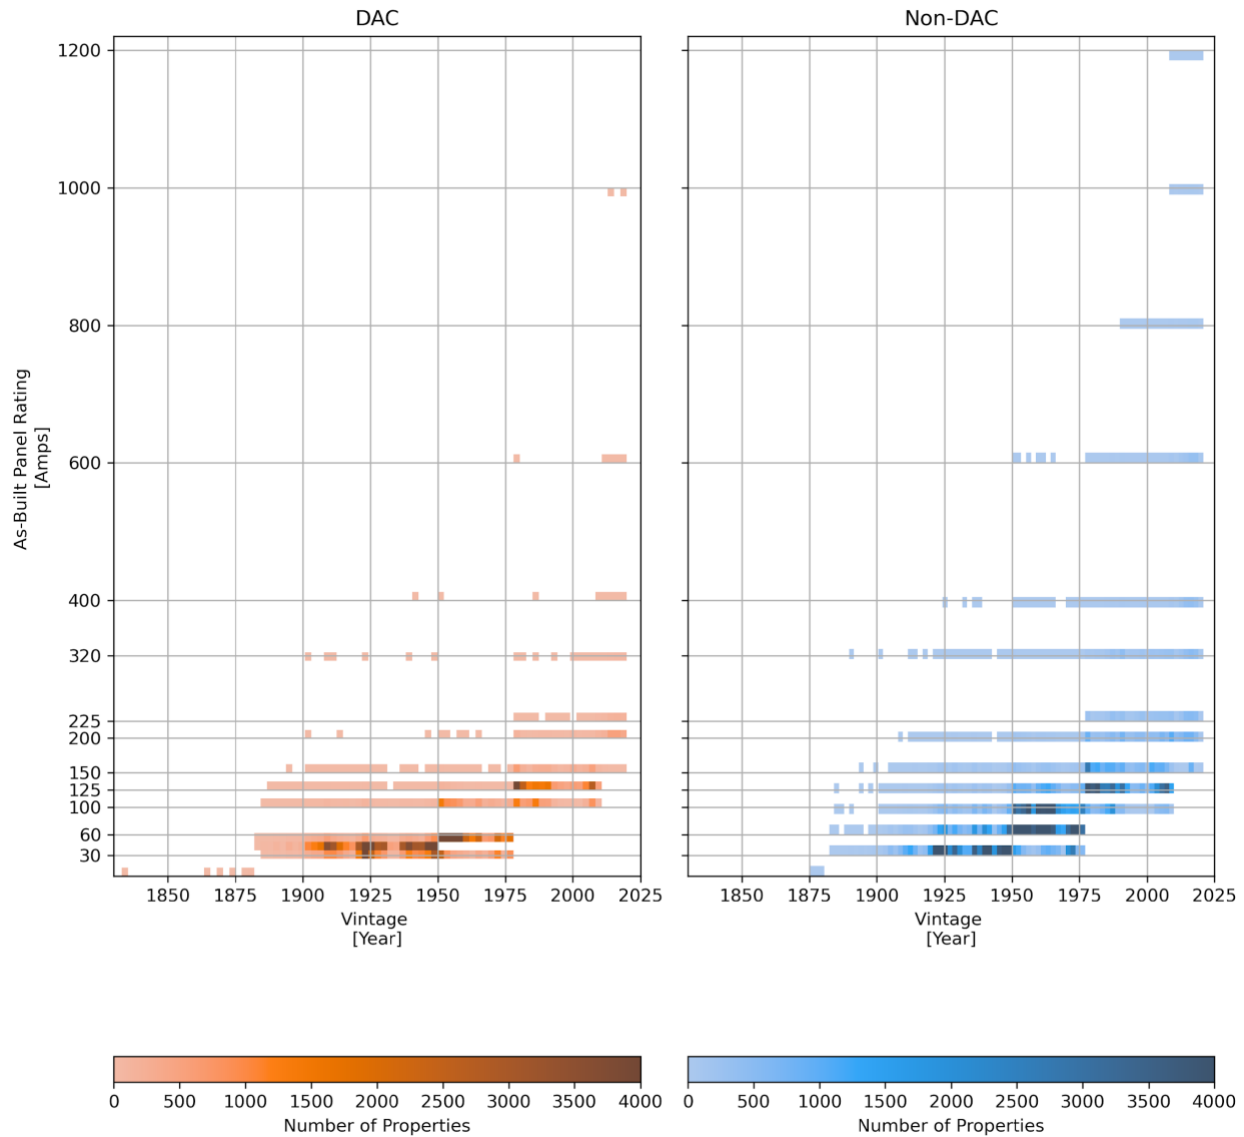 DAC
Non-DAC
As-Built Panel Rating
[Amps]
1200
1000
800
600
400
320
225
200
150
125
100
60
30
1850 1875 1900 1925 1950 1975 2000 2025
Vintage
[Year]
1850 1875 1900 1925 1950 1975 2000 2025
Vintage
[Year]
0 500 1000 1500 2000 2500 3000 3500 4000
Number of Properties
0 500 1000 1500 2000 2500 3000 3500 4000
Number of Properties